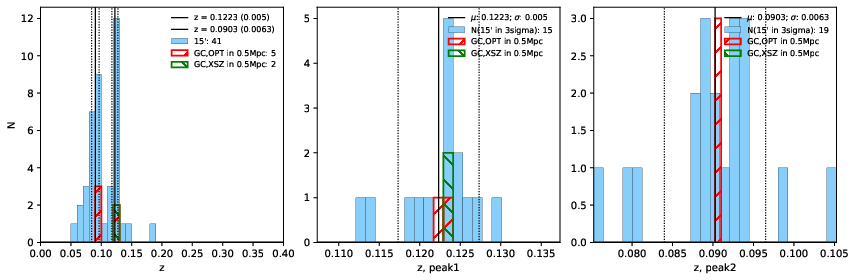 z = 0.1223 (0.005)
z = 0.0903 (0.0063)
15': 41
GC,OPT in 0.5Mpc: 5
GC,XSZ in 0.5Mpc: 2
N
12
10
8
6
4
2
0
0.00 0.05 0.10 0.15 0.20 0.25 0.30 0.35 0.40
z
μ: 0.1223; σ: 0.005
N(15' in 3sigma): 15
GC,OPT in 0.5Mpc
GC,XSZ in 0.5Mpc
5
4
3
2
1
0
0.110 0.115 0.120 0.125 0.130 0.135
z, peak1
μ: 0.0903; σ: 0.0063
N(15' in 3sigma): 19
GC,OPT in 0.5Mpc
GC,XSZ in 0.5Mpc
3.0
2.5
2.0
1.5
1.0
0.5
0.0
0.080 0.085 0.090 0.095 0.100 0.105
z, peak2